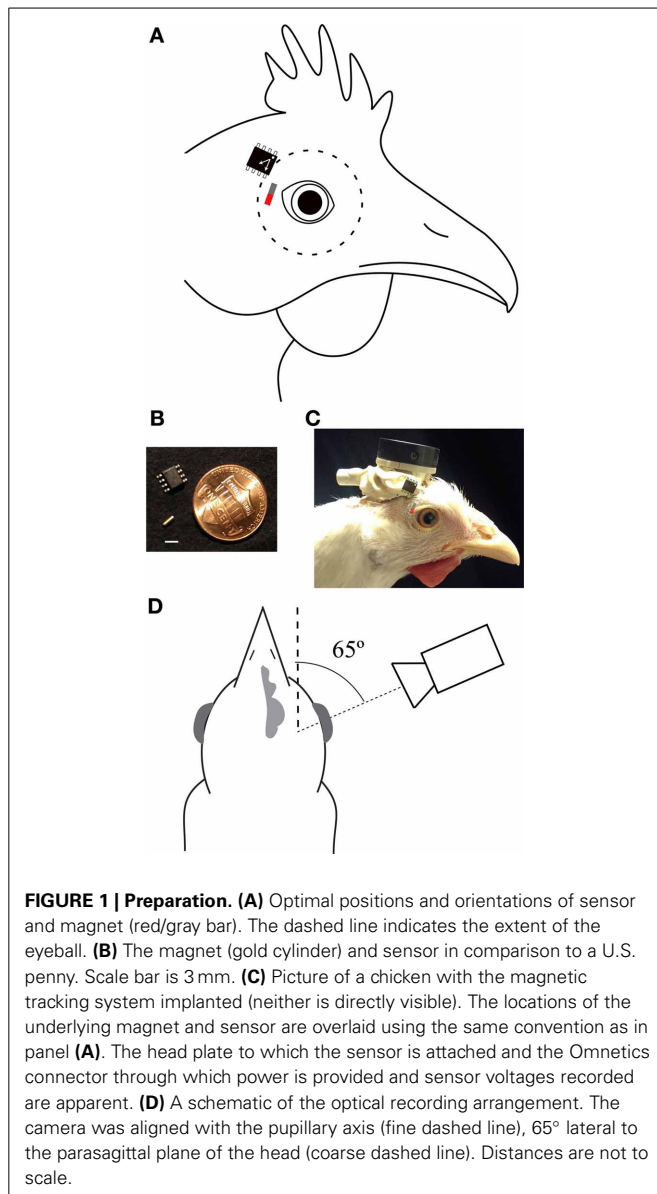 A
B
C
D
65º
FIGURE 1 | Preparation. (A) Optimal positions and orientations of sensor
and magnet (red/gray bar). The dashed line indicates the extent of the
eyeball. (B) The magnet (gold cylinder) and sensor in comparison to a U.S.
penny. Scale bar is 3 mm. (C) Picture of a chicken with the magnetic
tracking system implanted (neither is directly visible). The locations of the
underlying magnet and sensor are overlaid using the same convention as in
panel (A). The head plate to which the sensor is attached and the Omnetics
connector through which power is provided and sensor voltages recorded
are apparent. (D) A schematic of the optical recording arrangement. The
camera was aligned with the pupillary axis (fine dashed line), 65° lateral to
the parasagittal plane of the head (coarse dashed line). Distances are not to
scale.